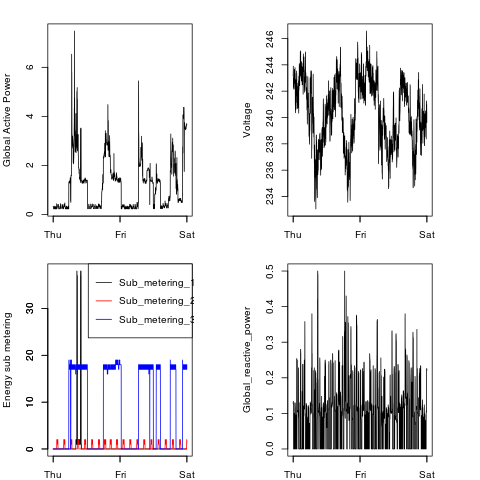 Global Active Power
0 2 4 6
Thu Fri Sat
Voltage
234 236 238 240 242 244 246
Thu Fri Sat
Energy sub metering
0 10 20 30
Sub_metering_1
Sub_metering_2
Sub_metering_3
Thu Fri Sat
Global_reactive_power
0.0 0.1 0.2 0.3 0.4 0.5
Thu Fri Sat